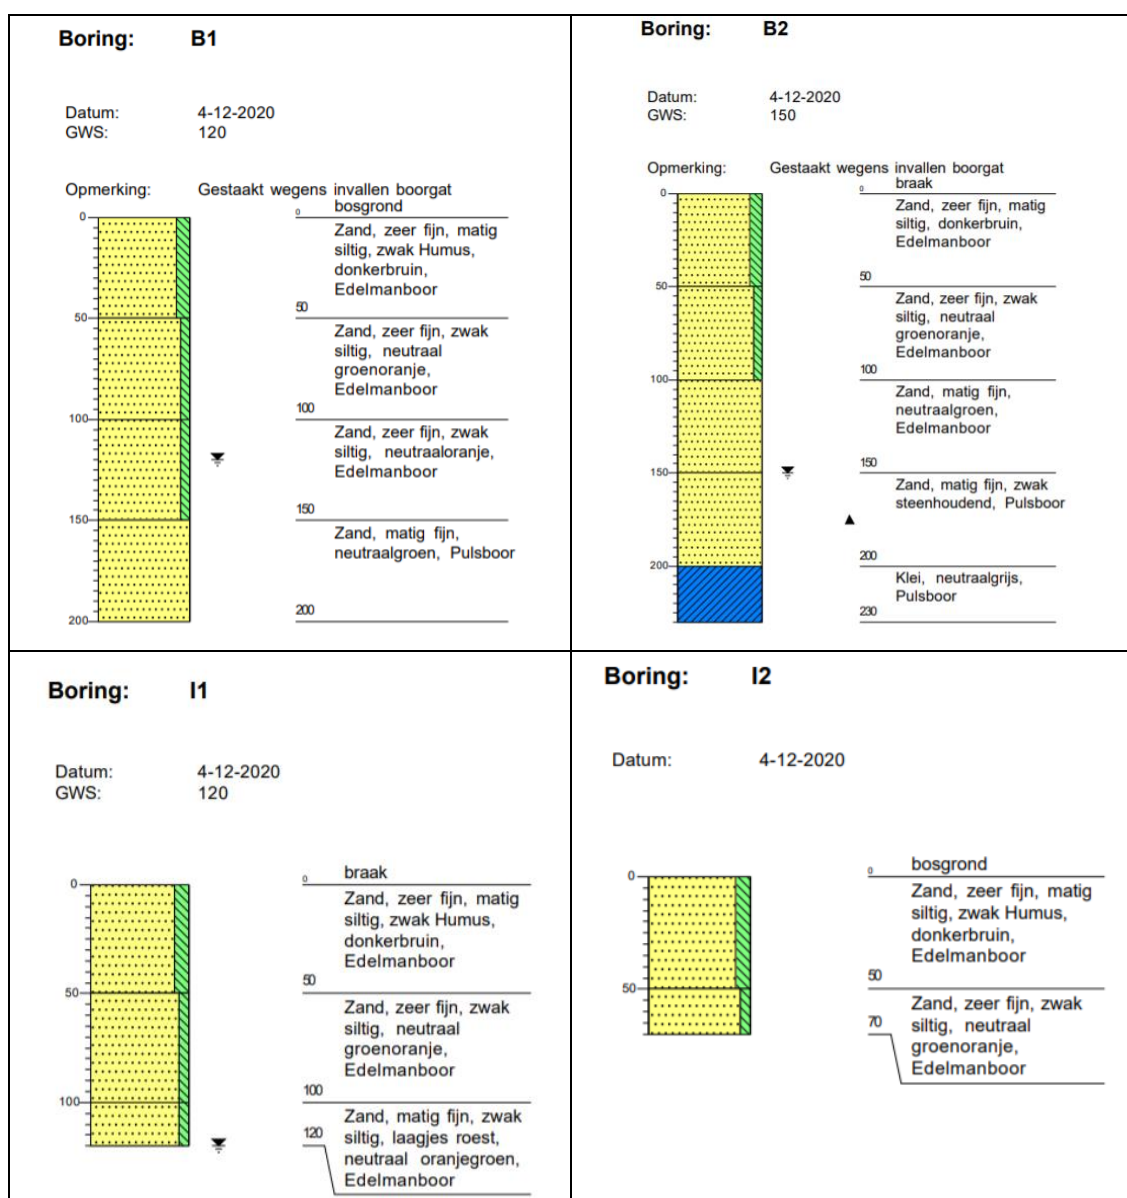 Boring: B1
Datum: 4-12-2020
GWS: 120
Opmerking: Gestaakt wegens invallen boorgat
bosgrond
0
0
Zand, zeer fijn, matig
siltig, zwak Humus,
donkerbruin,
Edelmanboor
50
50
Zand, zeer fijn, zwak
siltig, neutraal
groenoranje,
Edelmanboor
100
100
Zand, zeer fijn, zwak
siltig, neutraaloranje,
Edelmanboor
150
150
Zand, matig fijn,
neutraalgroen, Pulsboor
200
200
Boring: B2
Datum: 4-12-2020
GWS: 150
Opmerking: Gestaakt wegens invallen boorgat
braak
0
0
Zand, zeer fijn, matig
siltig, donkerbruin,
Edelmanboor
50
50
Zand, zeer fijn, zwak
siltig, neutraal
groenoranje,
Edelmanboor
100
100
Zand, matig fijn,
neutraalgroen,
Edelmanboor
150
150
Zand, matig fijn, zwak
steenhoudend, Pulsboor
200
200
Klei, neutraalgrijs,
Pulsboor
230
Boring: I1
Datum: 4-12-2020
GWS: 120
braak
0
0
Zand, zeer fijn, matig
siltig, zwak Humus,
donkerbruin,
Edelmanboor
50
50
Zand, zeer fijn, zwak
siltig, neutraal
groenoranje,
Edelmanboor
100
100
Zand, matig fijn, zwak
120 siltig, laagjes roest,
neutraal oranjegroen,
Edelmanboor
Boring: I2
Datum: 4-12-2020
bosgrond
0
0
Zand, zeer fijn, matig
siltig, zwak Humus,
donkerbruin,
Edelmanboor
50
50
Zand, zeer fijn, zwak
70 siltig, neutraal
groenoranje,
Edelmanboor